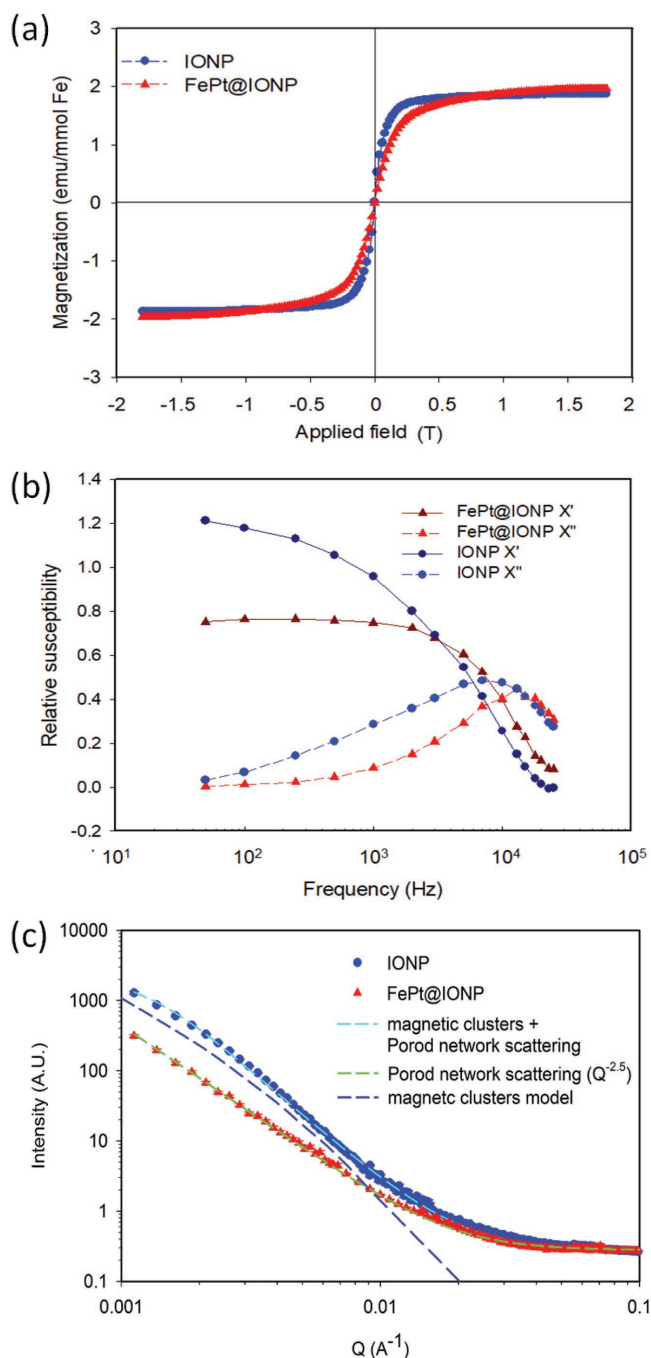 (a)
3
2
1
0
-1
-2
-3
Magnetization (emu/mmol Fe)
IONP
FePt@IONP
-2 -1.5 -1 -0.5 0 0.5 1 1.5 2
Applied field (T)
(b)
1.4
1.2
1.0
0.8
0.6
0.4
0.2
0.0
-0.2
Relative susceptibility
FePt@IONP X'
FePt@IONP X"
IONP X'
IONP X"
10¹ 10² 10³ 10⁴ 10⁵
Frequency (Hz)
(c)
10000
1000
100
10
1
0.1
Intensity (A.U.)
IONP
FePt@IONP
magnetic clusters +
Porod network scattering
Porod network scattering (Q⁻²·⁵)
magnetc clusters model
0.001 0.01 0.1
Q (A⁻¹)